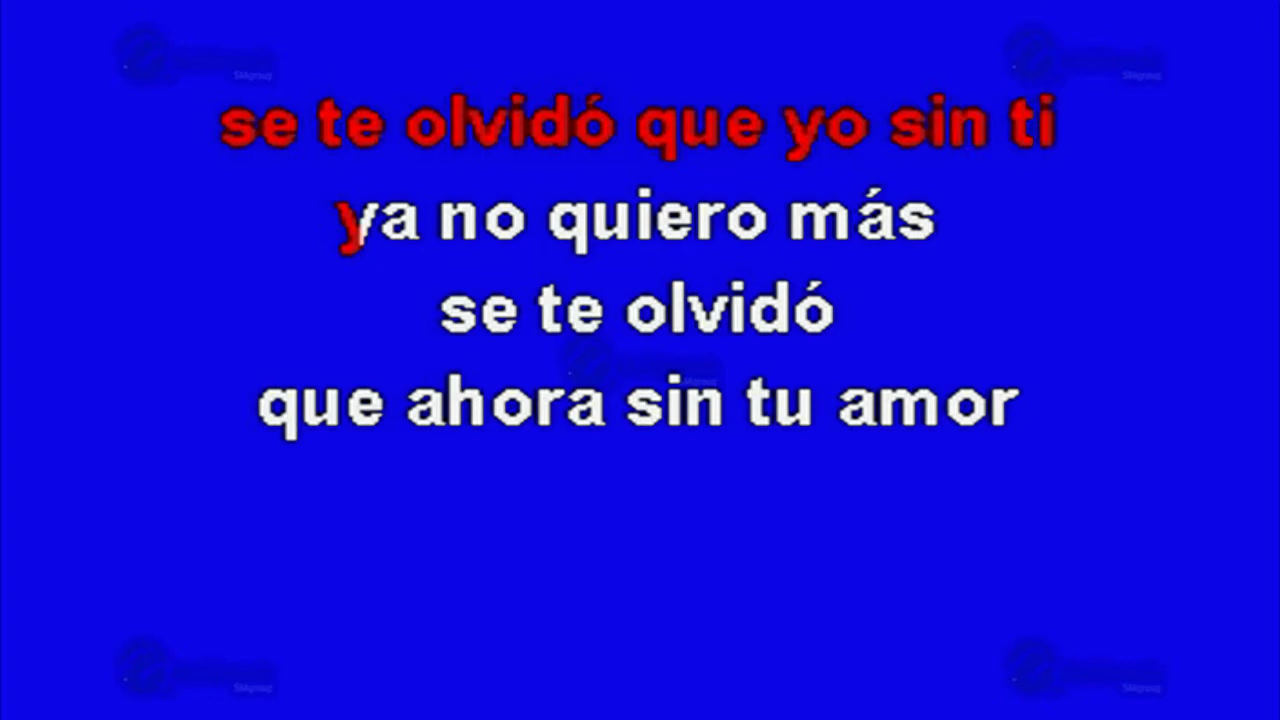 se te olvidó que yo sin ti
ya no quiero más
se te olvidó
que ahora sin tu amor